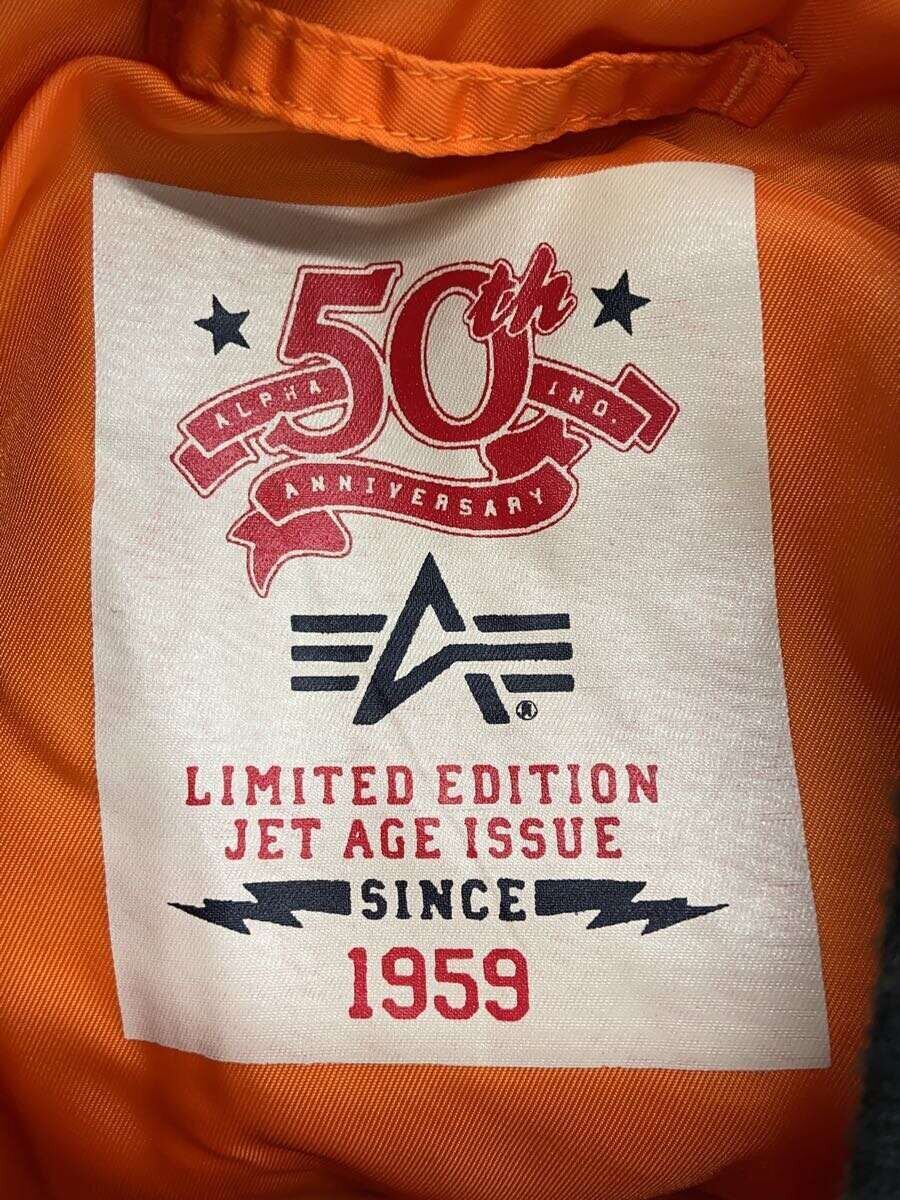 50th
ALPHA IND.
ANNIVERSARY
®
LIMITED EDITION
JET AGE ISSUE
SINCE
1959